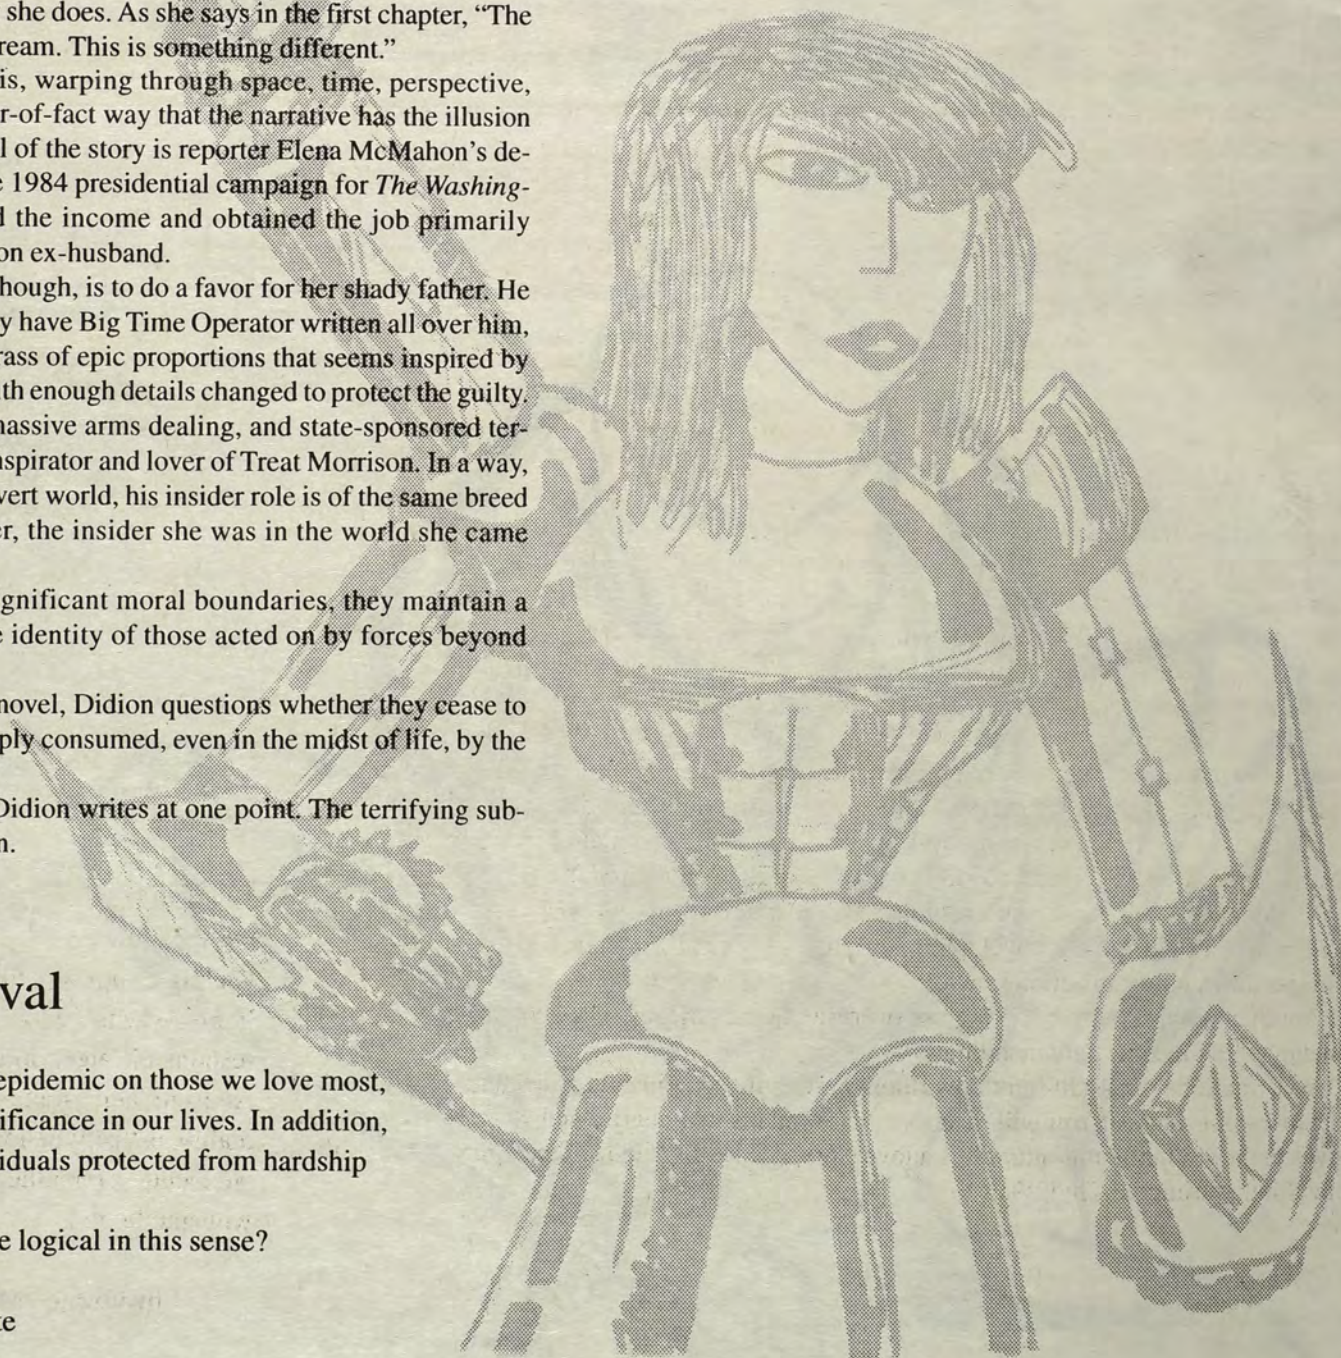 she does. As she says in the first chapter, “The
ream. This is something different.”
is, warping through space, time, perspective,
r-of-fact way that the narrative has the illusion
l of the story is reporter Elena McMahon's de-
e 1984 presidential campaign for The Washing-
d the income and obtained the job primarily
on ex-husband.
hough, is to do a favor for her shady father. He
y have Big Time Operator written all over him,
rass of epic proportions that seems inspired by
th enough details changed to protect the guilty.
nassive arms dealing, and state-sponsored ter-
nspirator and lover of Treat Morrison. In a way,
vert world, his insider role is of the same breed
er, the insider she was in the world she came
gnificant moral boundaries, they maintain a
e identity of those acted on by forces beyond
novel, Didion questions whether they cease to
ply consumed, even in the midst of life, by the
Didion writes at one point. The terrifying sub-
n.
val
epidemic on those we love most,
ificance in our lives. In addition,
iduals protected from hardship
e logical in this sense?
te